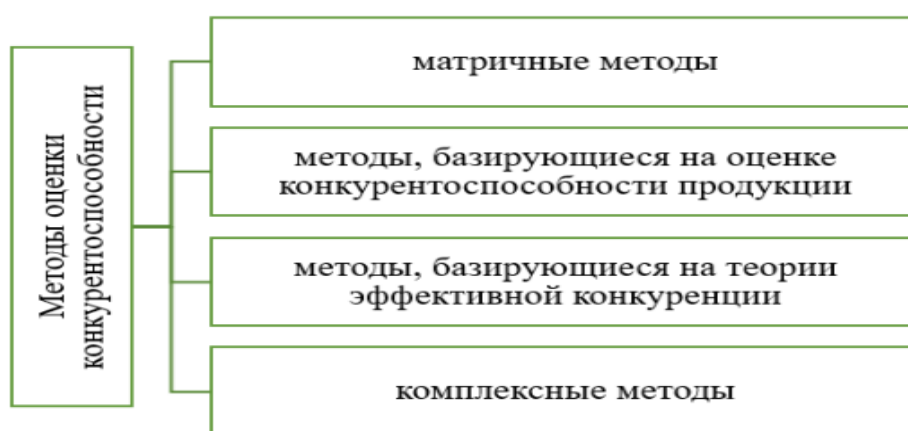 Методы оценки
конкурентоспособности
матричные методы
методы, базирующиеся на оценке
конкурентоспособности продукции
методы, базирующиеся на теории
эффективной конкуренции
комплексные методы